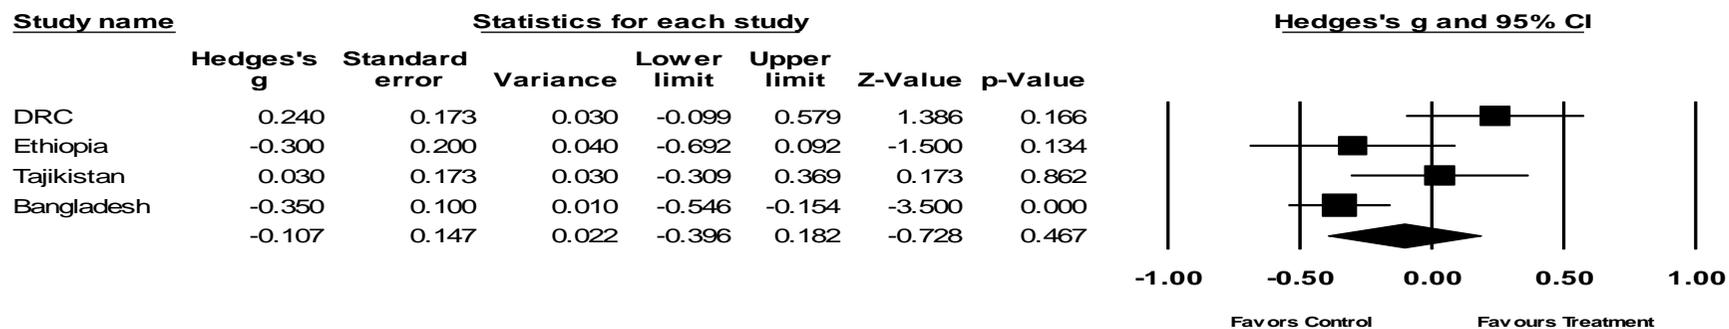 Study name Statistics for each study Hedges's g and 95% CI
Hedges's Standard Lower Upper
g error Variance limit limit Z-Value p-Value
DRC 0.240 0.173 0.030 -0.099 0.579 1.386 0.166
Ethiopia -0.300 0.200 0.040 -0.692 0.092 -1.500 0.134
Tajikistan 0.030 0.173 0.030 -0.309 0.369 0.173 0.862
Bangladesh -0.350 0.100 0.010 -0.546 -0.154 -3.500 0.000
-0.107 0.147 0.022 -0.396 0.182 -0.728 0.467
-1.00 -0.50 0.00 0.50 1.00
Favors Control Favours Treatment